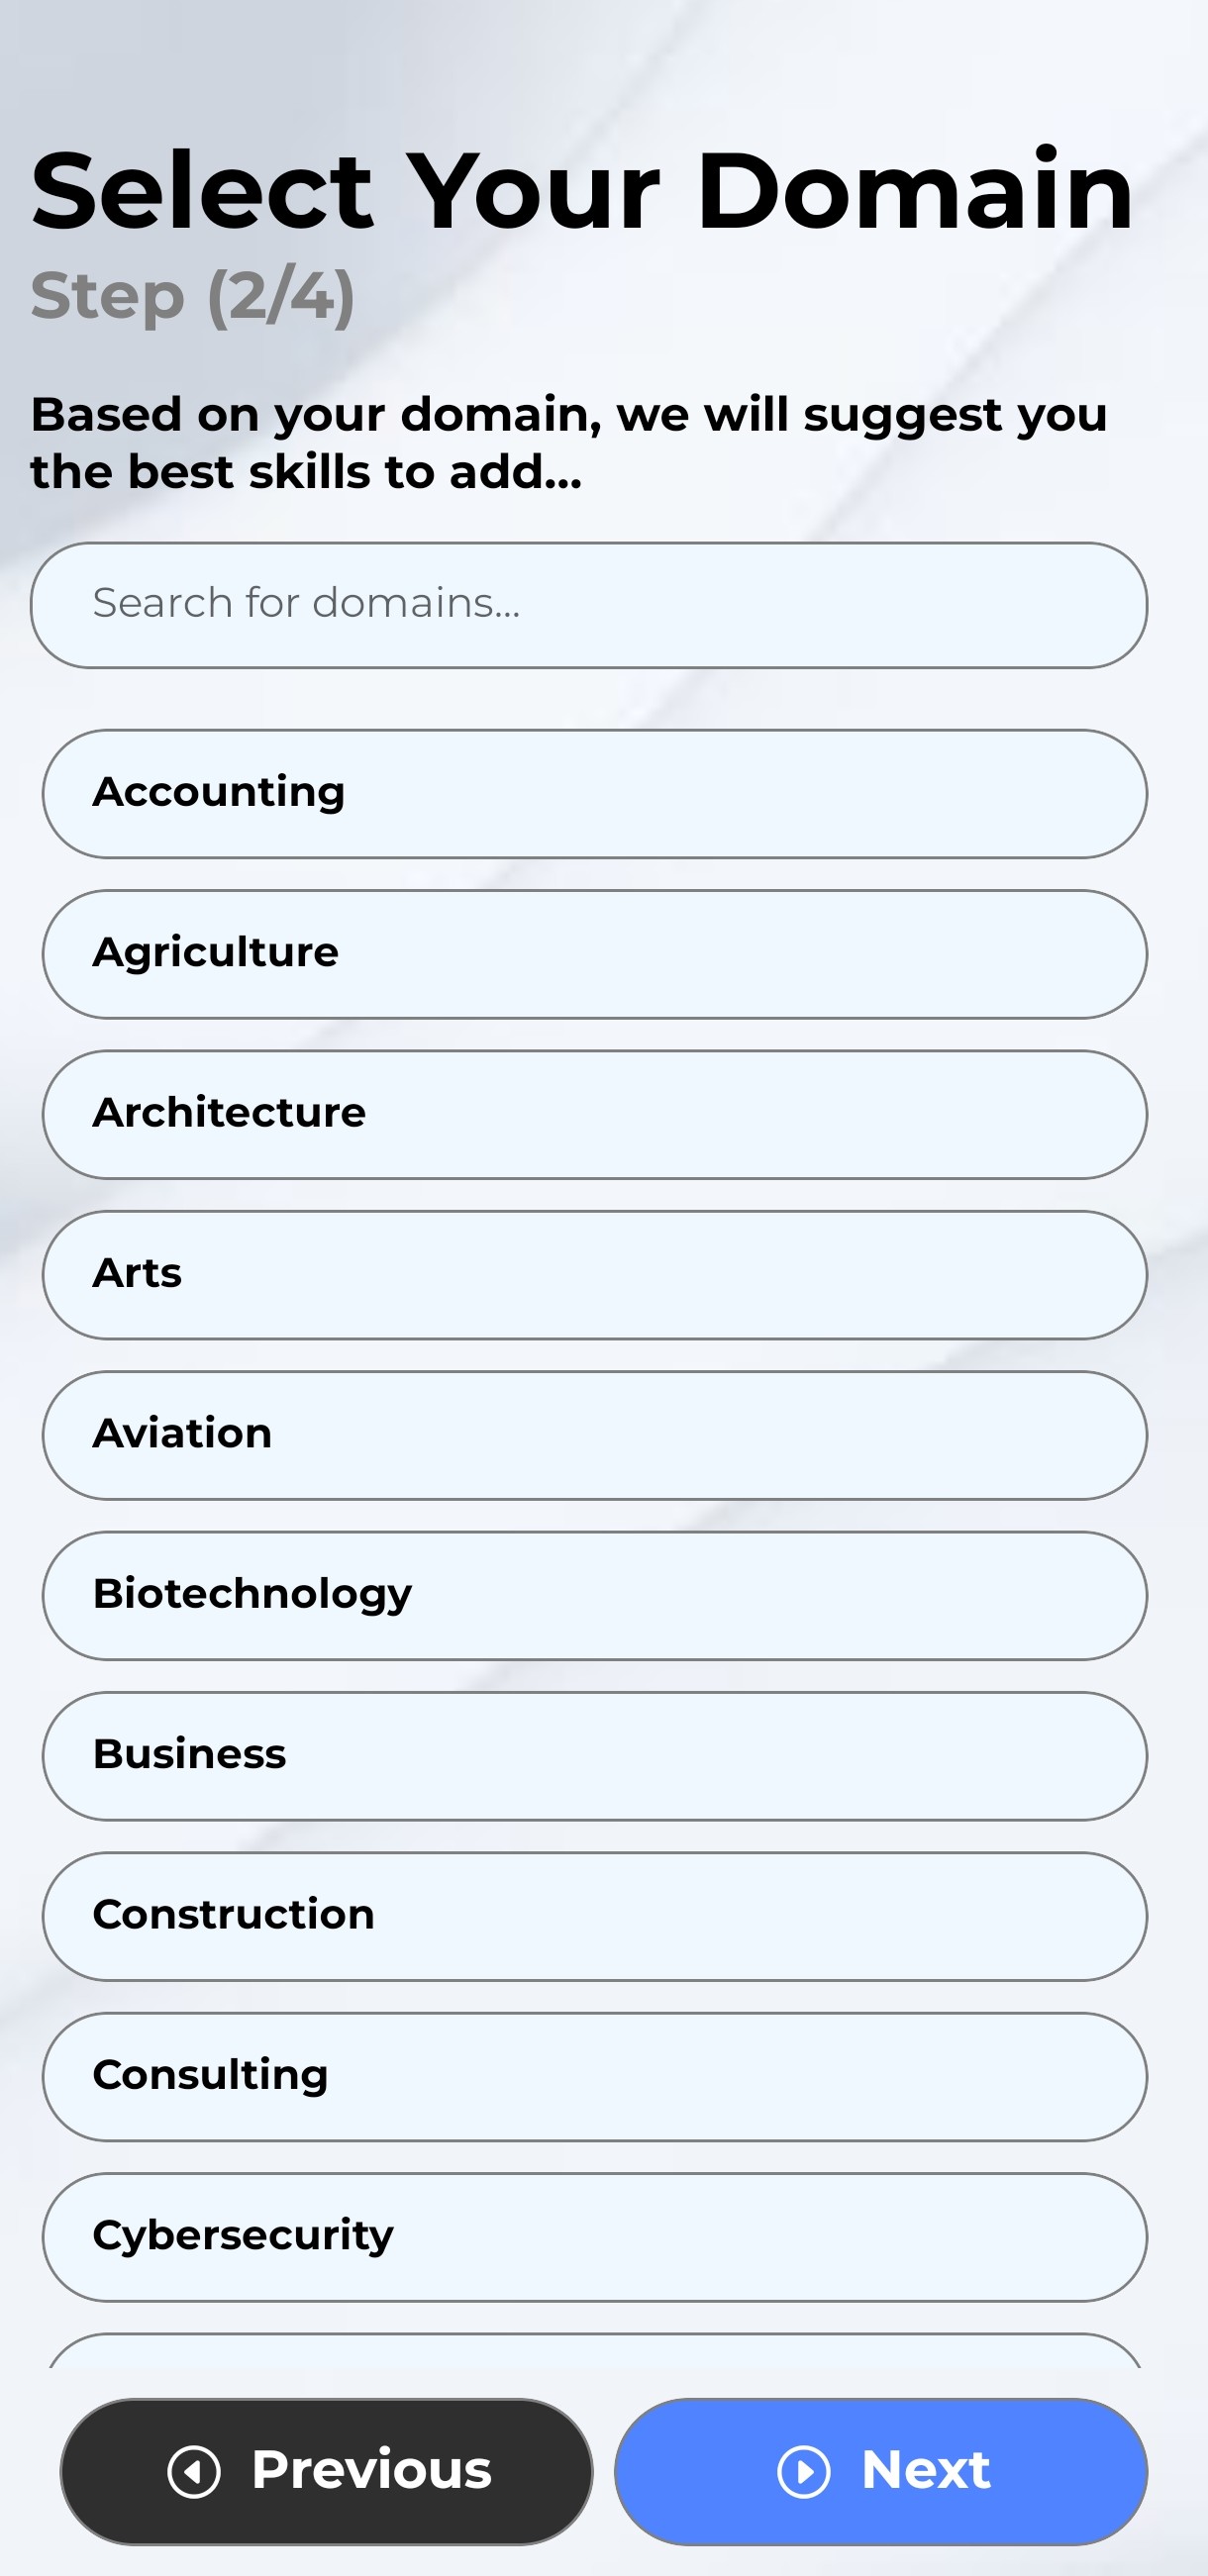 Select Your Domain
Step (2/4)
Based on your domain, we will suggest you
the best skills to add...
Search for domains...
Accounting
Agriculture
Architecture
Arts
Aviation
Biotechnology
Business
Construction
Consulting
Cybersecurity
Previous
Next